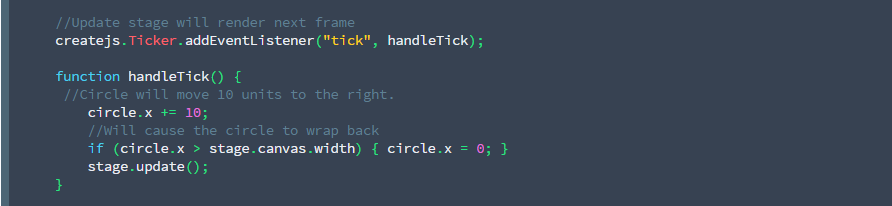 //Update stage will render next frame
createjs.Ticker.addEventListener("tick", handleTick);
function handleTick() {
//Circle will move 10 units to the right.
circle.x += 10;
//Will cause the circle to wrap back
if (circle.x > stage.canvas.width) { circle.x = 0; }
stage.update();
}